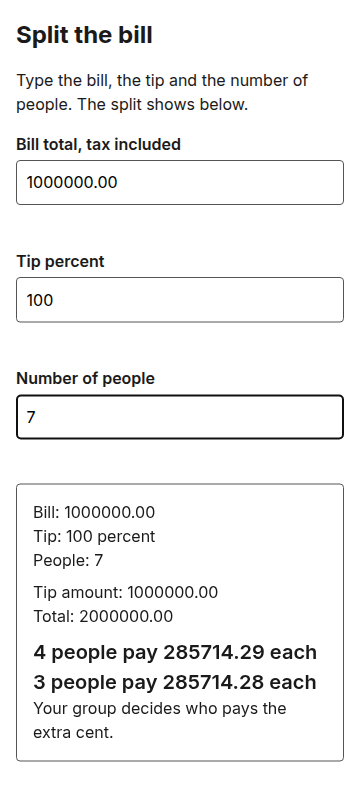 Split the bill
Type the bill, the tip and the number of
people. The split shows below.
Bill total, tax included
1000000.00
Tip percent
100
Number of people
7
Bill: 1000000.00
Tip: 100 percent
People: 7
Tip amount: 1000000.00
Total: 2000000.00
4 people pay 285714.29 each
3 people pay 285714.28 each
Your group decides who pays the
extra cent.